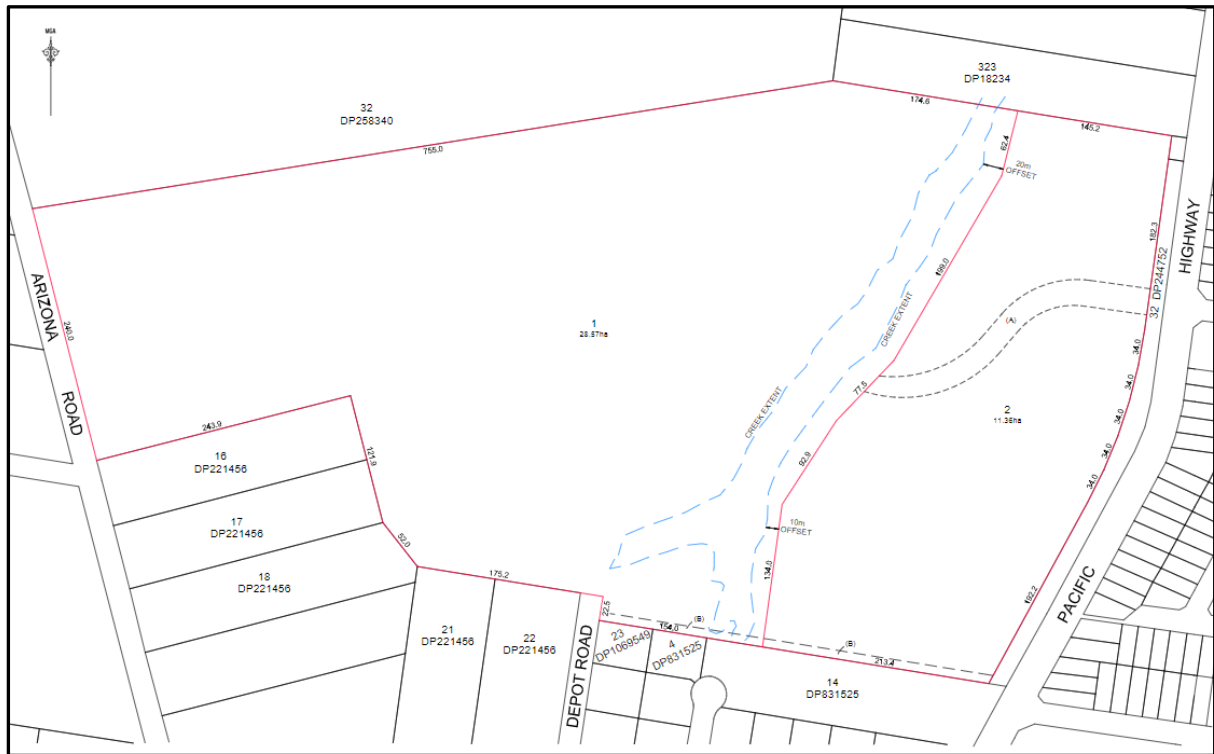 MGA
323
DP18234
32
DP258340
174.6
145.2
755.0
62.4
20m
OFFSET
182.3
HIGHWAY
32 DP244752
199.0
ARIZONA
ROAD
240.0
1
28.57ha
CREEK EXTENT
CREEK EXTENT
(A)
77.5
34.0
34.0
34.0
34.0
34.0
2
11.36ha
243.9
16
DP221456
121.9
92.9
17
DP221456
10m
OFFSET
52.0
18
DP221456
175.2
134.0
192.2
PACIFIC
22.5
(B)
154.0
(B)
213.4
21
DP221456
22
DP221456
DEPOT ROAD
23
DP1069549
4
DP831525
14
DP831525